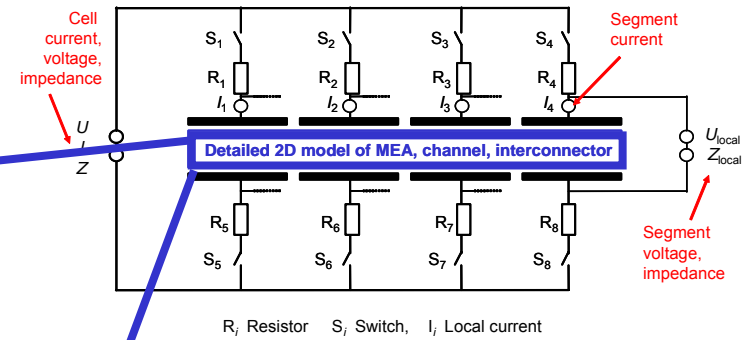 Cell
current,
voltage,
impedance
Segment
current
S1 S2 S3 S4
R1 R2 R3 R4
I1 I2 I3 I4
U
I
Z
Detailed 2D model of MEA, channel, interconnector
Ulocal
Zlocal
R5 R6 R7 R8
S5 S6 S7 S8
Segment
voltage,
impedance
Ri Resistor Si Switch, Ii Local current